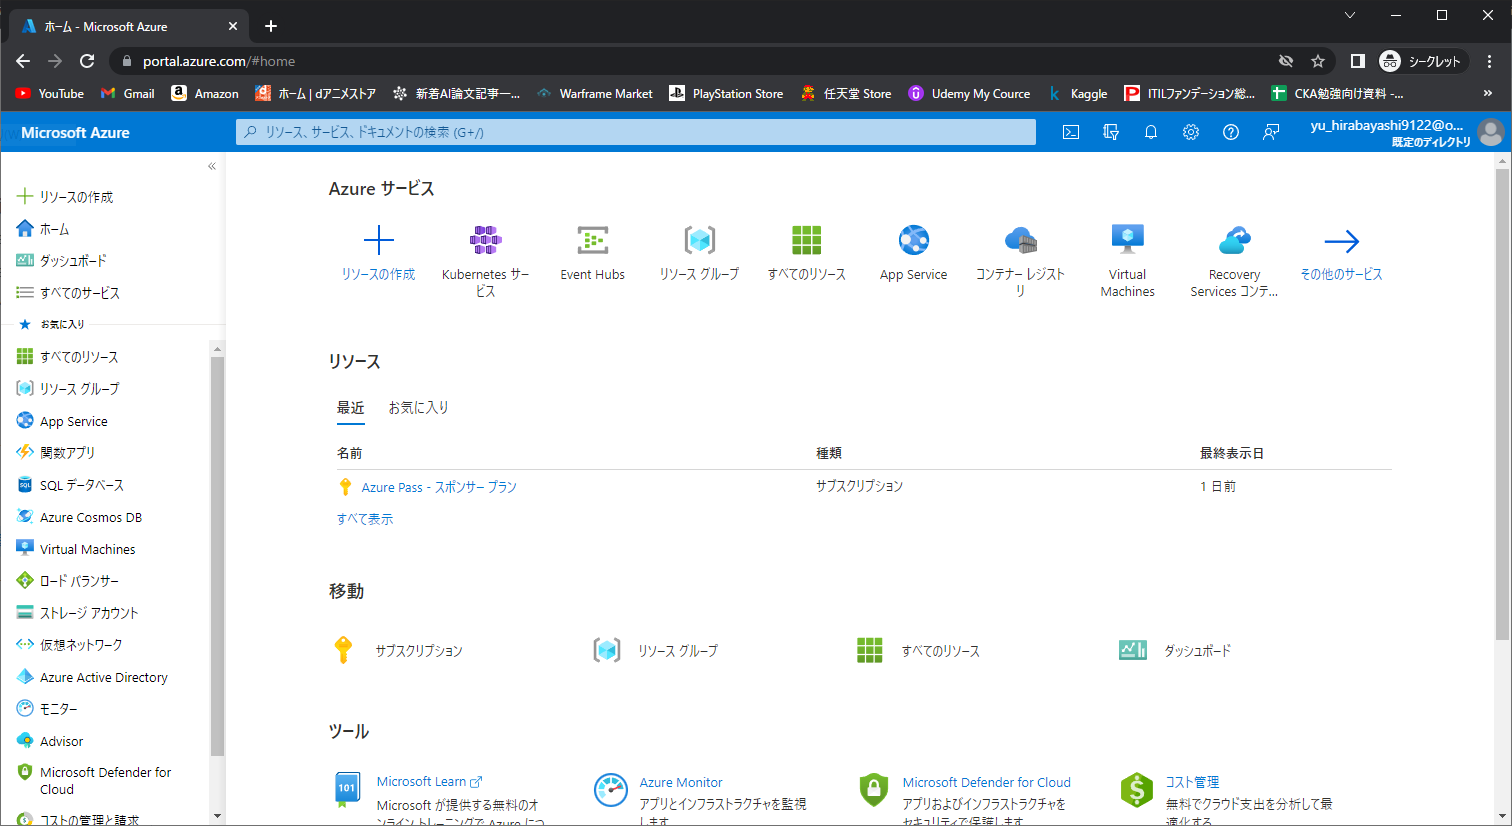 ホーム - Microsoft Azure
portal.azure.com/#home
シークレット
YouTube
Gmail
Amazon
ホーム | dアニメストア
新着AI論文記事一...
Warframe Market
PlayStation Store
任天堂 Store
Udemy My Cource
Kaggle
ITILファンデーション総...
CKA勉強向け資料 -...
»
Microsoft Azure
リソース、サービス、ドキュメントの検索 (G+/)
yu_hirabayashi9122@o...
既定のディレクトリ
«
リソースの作成
ホーム
ダッシュボード
すべてのサービス
お気に入り
すべてのリソース
リソース グループ
App Service
関数アプリ
SQL データベース
Azure Cosmos DB
Virtual Machines
ロード バランサー
ストレージ アカウント
仮想ネットワーク
Azure Active Directory
モニター
Advisor
Microsoft Defender for
Cloud
コストの管理と請求
Azure サービス
リソースの作成
Kubernetes サー
ビス
Event Hubs
リソース グループ
すべてのリソース
App Service
コンテナー レジスト
リ
Virtual
Machines
Recovery
Services コンテ...
その他のサービス
リソース
最近
お気に入り
名前
種類
最終表示日
Azure Pass - スポンサー プラン
サブスクリプション
1 日前
すべて表示
移動
サブスクリプション
リソース グループ
すべてのリソース
ダッシュボード
ツール
101
Microsoft Learn
Microsoft が提供する無料のオ
ンライン トレーニングで Azure につ
Azure Monitor
アプリとインフラストラクチャを監視
します
Microsoft Defender for Cloud
アプリおよびインフラストラクチャを
セキュリティで保護します
コスト管理
無料でクラウド支出を分析して最
適化する